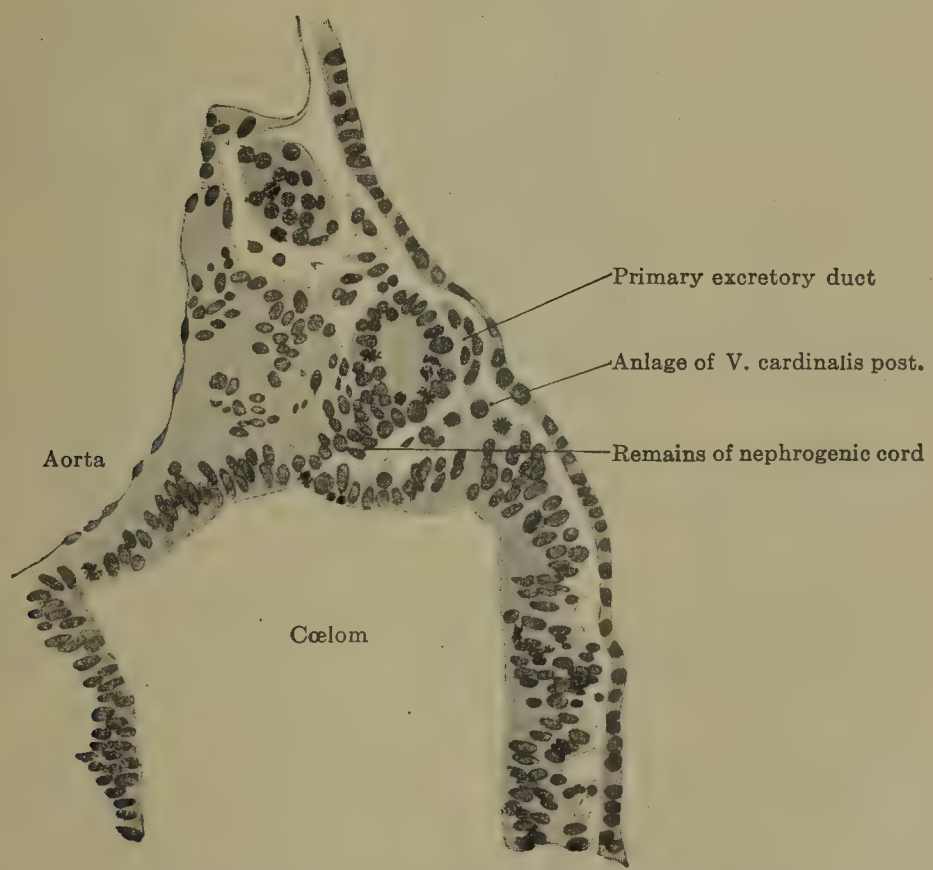 Primary excretory duct
Anlage of V. cardinalis post.
Remains of nephrogenic cord
Aorta
Cœlom